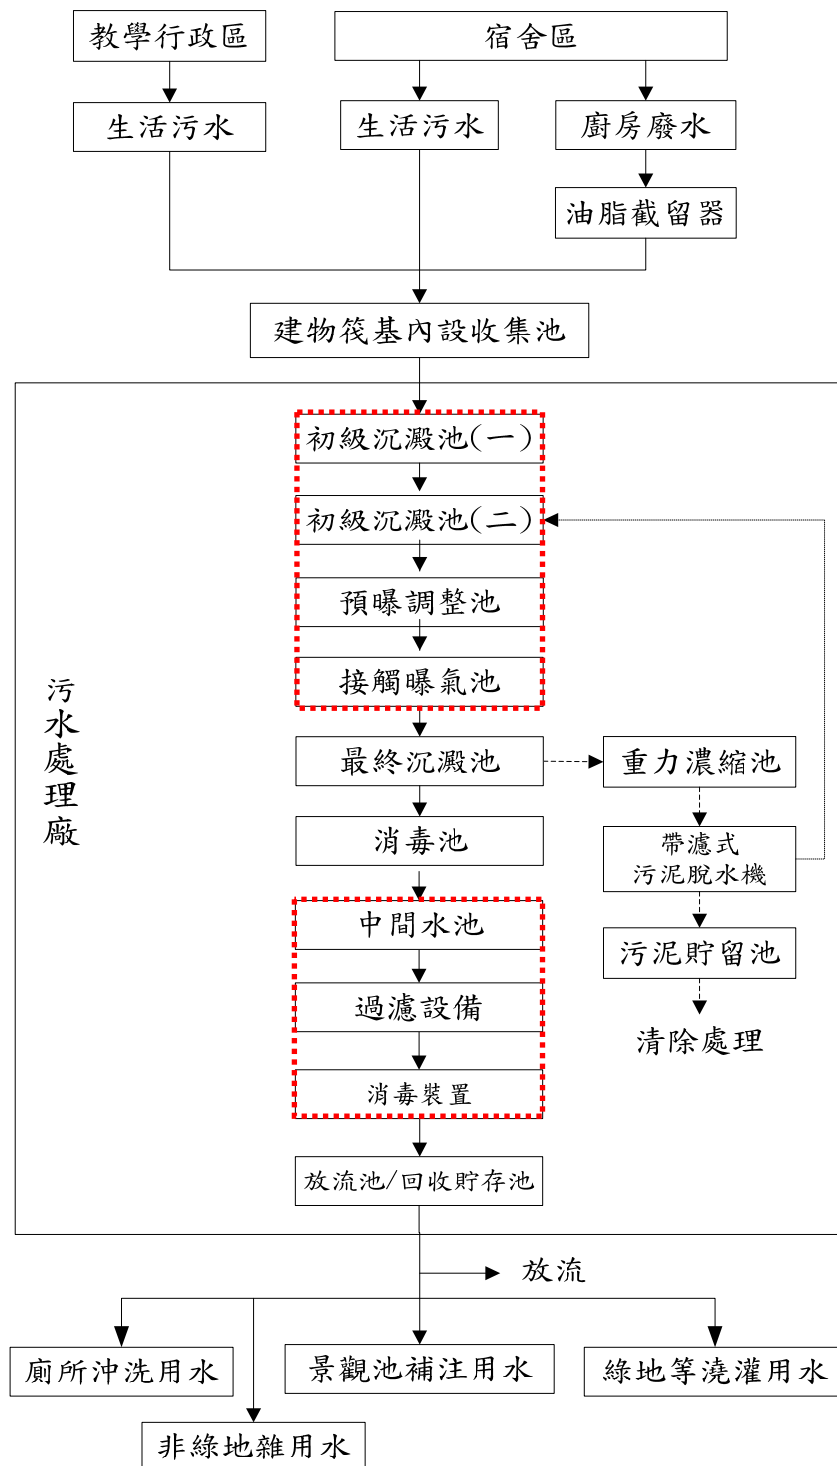 教學行政區
宿舍區
生活污水
生活污水
廚房廢水
油脂截留器
建物筏基內設收集池
污水處理廠
初級沉澱池(一)
初級沉澱池(二)
預曝調整池
接觸曝氣池
最終沉澱池
重力濃縮池
消毒池
帶濾式
污泥脫水機
中間水池
污泥貯留池
過濾設備
清除處理
消毒裝置
放流池/回收貯存池
放流
廁所沖洗用水
景觀池補注用水
綠地等澆灌用水
非綠地雜用水